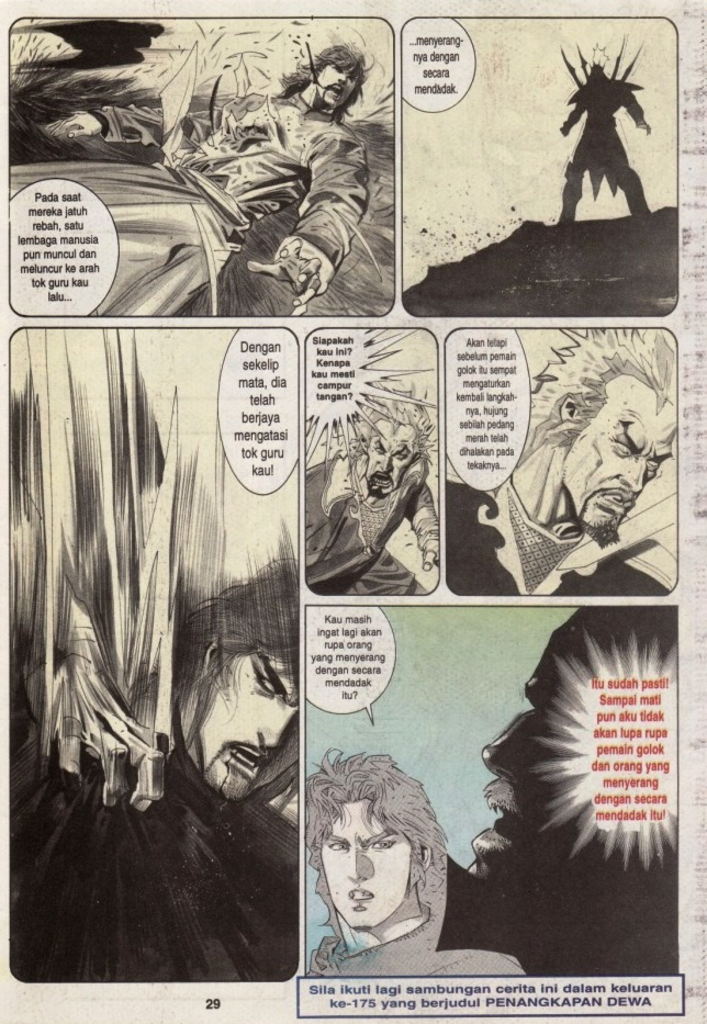 Pada saat
mereka jatuh
rebah, satu
lembaga manusia
pun muncul dan
meluncur ke arah
tok guru kau
lalu...
...menyerang-
nya dengan
secara
mendadak.
Dengan
sekelip
mata, dia
telah
berjaya
mengatasi
tok guru
kau!
Siapakah
kau ini?
Kenapa
kau mesti
campur
tangan?
Akan tetapi
sebelum pemain
golok itu sempat
mengaturkan
kembali langkah-
nya, hujung
sebilah pedang
merah telah
dihalakan pada
tekaknya...
Kau masih
ingat lagi akan
rupa orang
yang menyerang
dengan secara
mendadak
itu?
Itu sudah pasti!
Sampai mati
pun aku tidak
akan lupa rupa
pemain golok
dan orang yang
menyerang
dengan secara
mendadak itu!
29
Sila ikuti lagi sambungan cerita ini dalam keluaran
ke-175 yang berjudul PENANGKAPAN DEWA